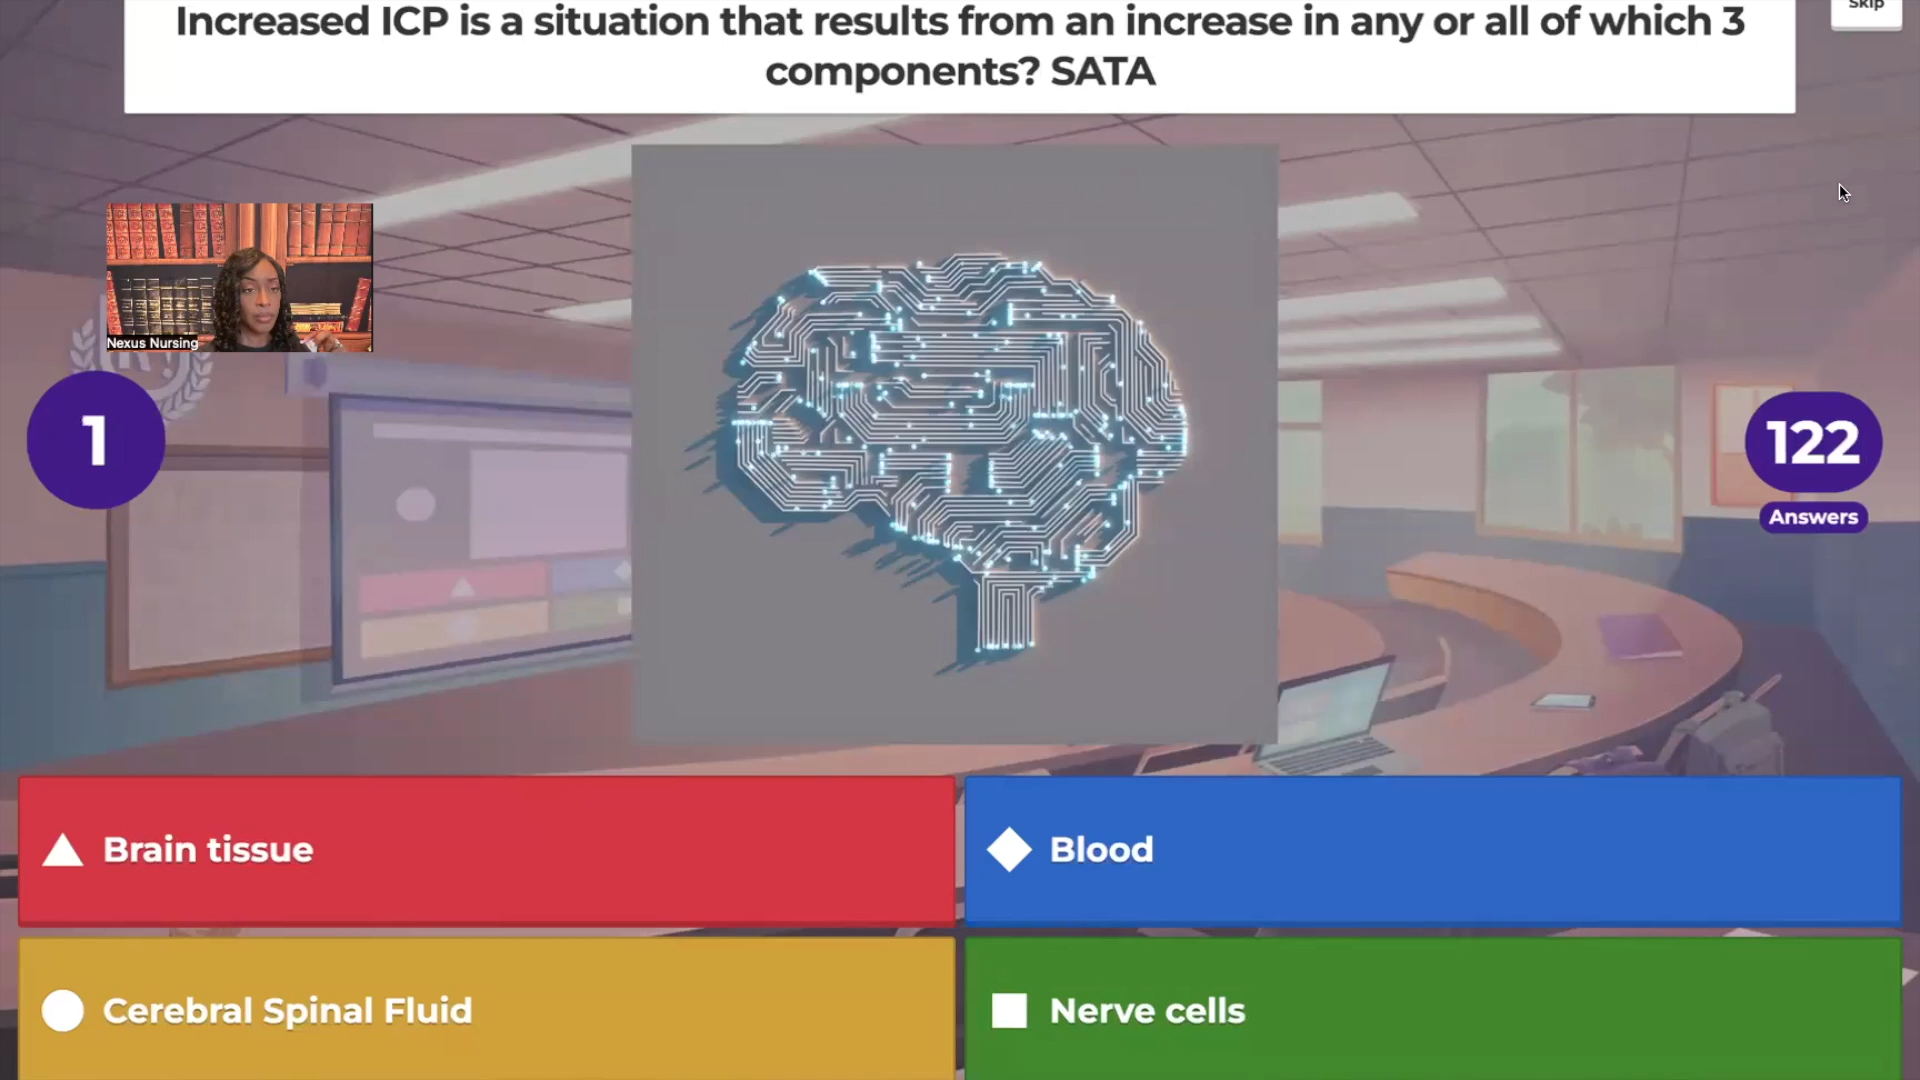 Increased ICP is a situation that results from an increase in any or all of which 3
components? SATA
Skip
Nexus Nursing
1
122
Answers
Brain tissue
Blood
Cerebral Spinal Fluid
Nerve cells